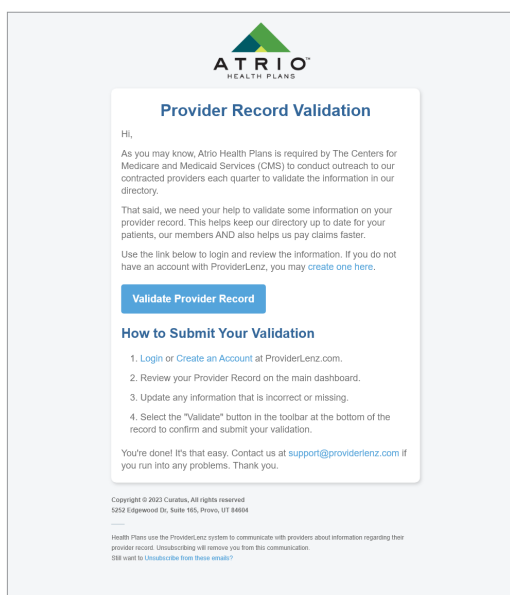 ATRIO™
HEALTH PLANS
Provider Record Validation
Hi,
As you may know, Atrio Health Plans is required by The Centers for
Medicare and Medicaid Services (CMS) to conduct outreach to our
contracted providers each quarter to validate the information in our
directory.
That said, we need your help to validate some information on your
provider record. This helps keep our directory up to date for your
patients, our members AND also helps us pay claims faster.
Use the link below to login and review the information. If you do not
have an account with ProviderLenz, you may create one here.
Validate Provider Record
How to Submit Your Validation
1. Login or Create an Account at ProviderLenz.com.
2. Review your Provider Record on the main dashboard.
3. Update any information that is incorrect or missing.
4. Select the "Validate" button in the toolbar at the bottom of the
record to confirm and submit your validation.
You're done! It's that easy. Contact us at support@providerlenz.com if
you run into any problems. Thank you.
Copyright © 2023 Curatus, All rights reserved
5252 Edgewood Dr, Suite 165, Provo, UT 84604
Health Plans use the ProviderLenz system to communicate with providers about information regarding their
provider record. Unsubscribing will remove you from this communication.
Still want to Unsubscribe from these emails?